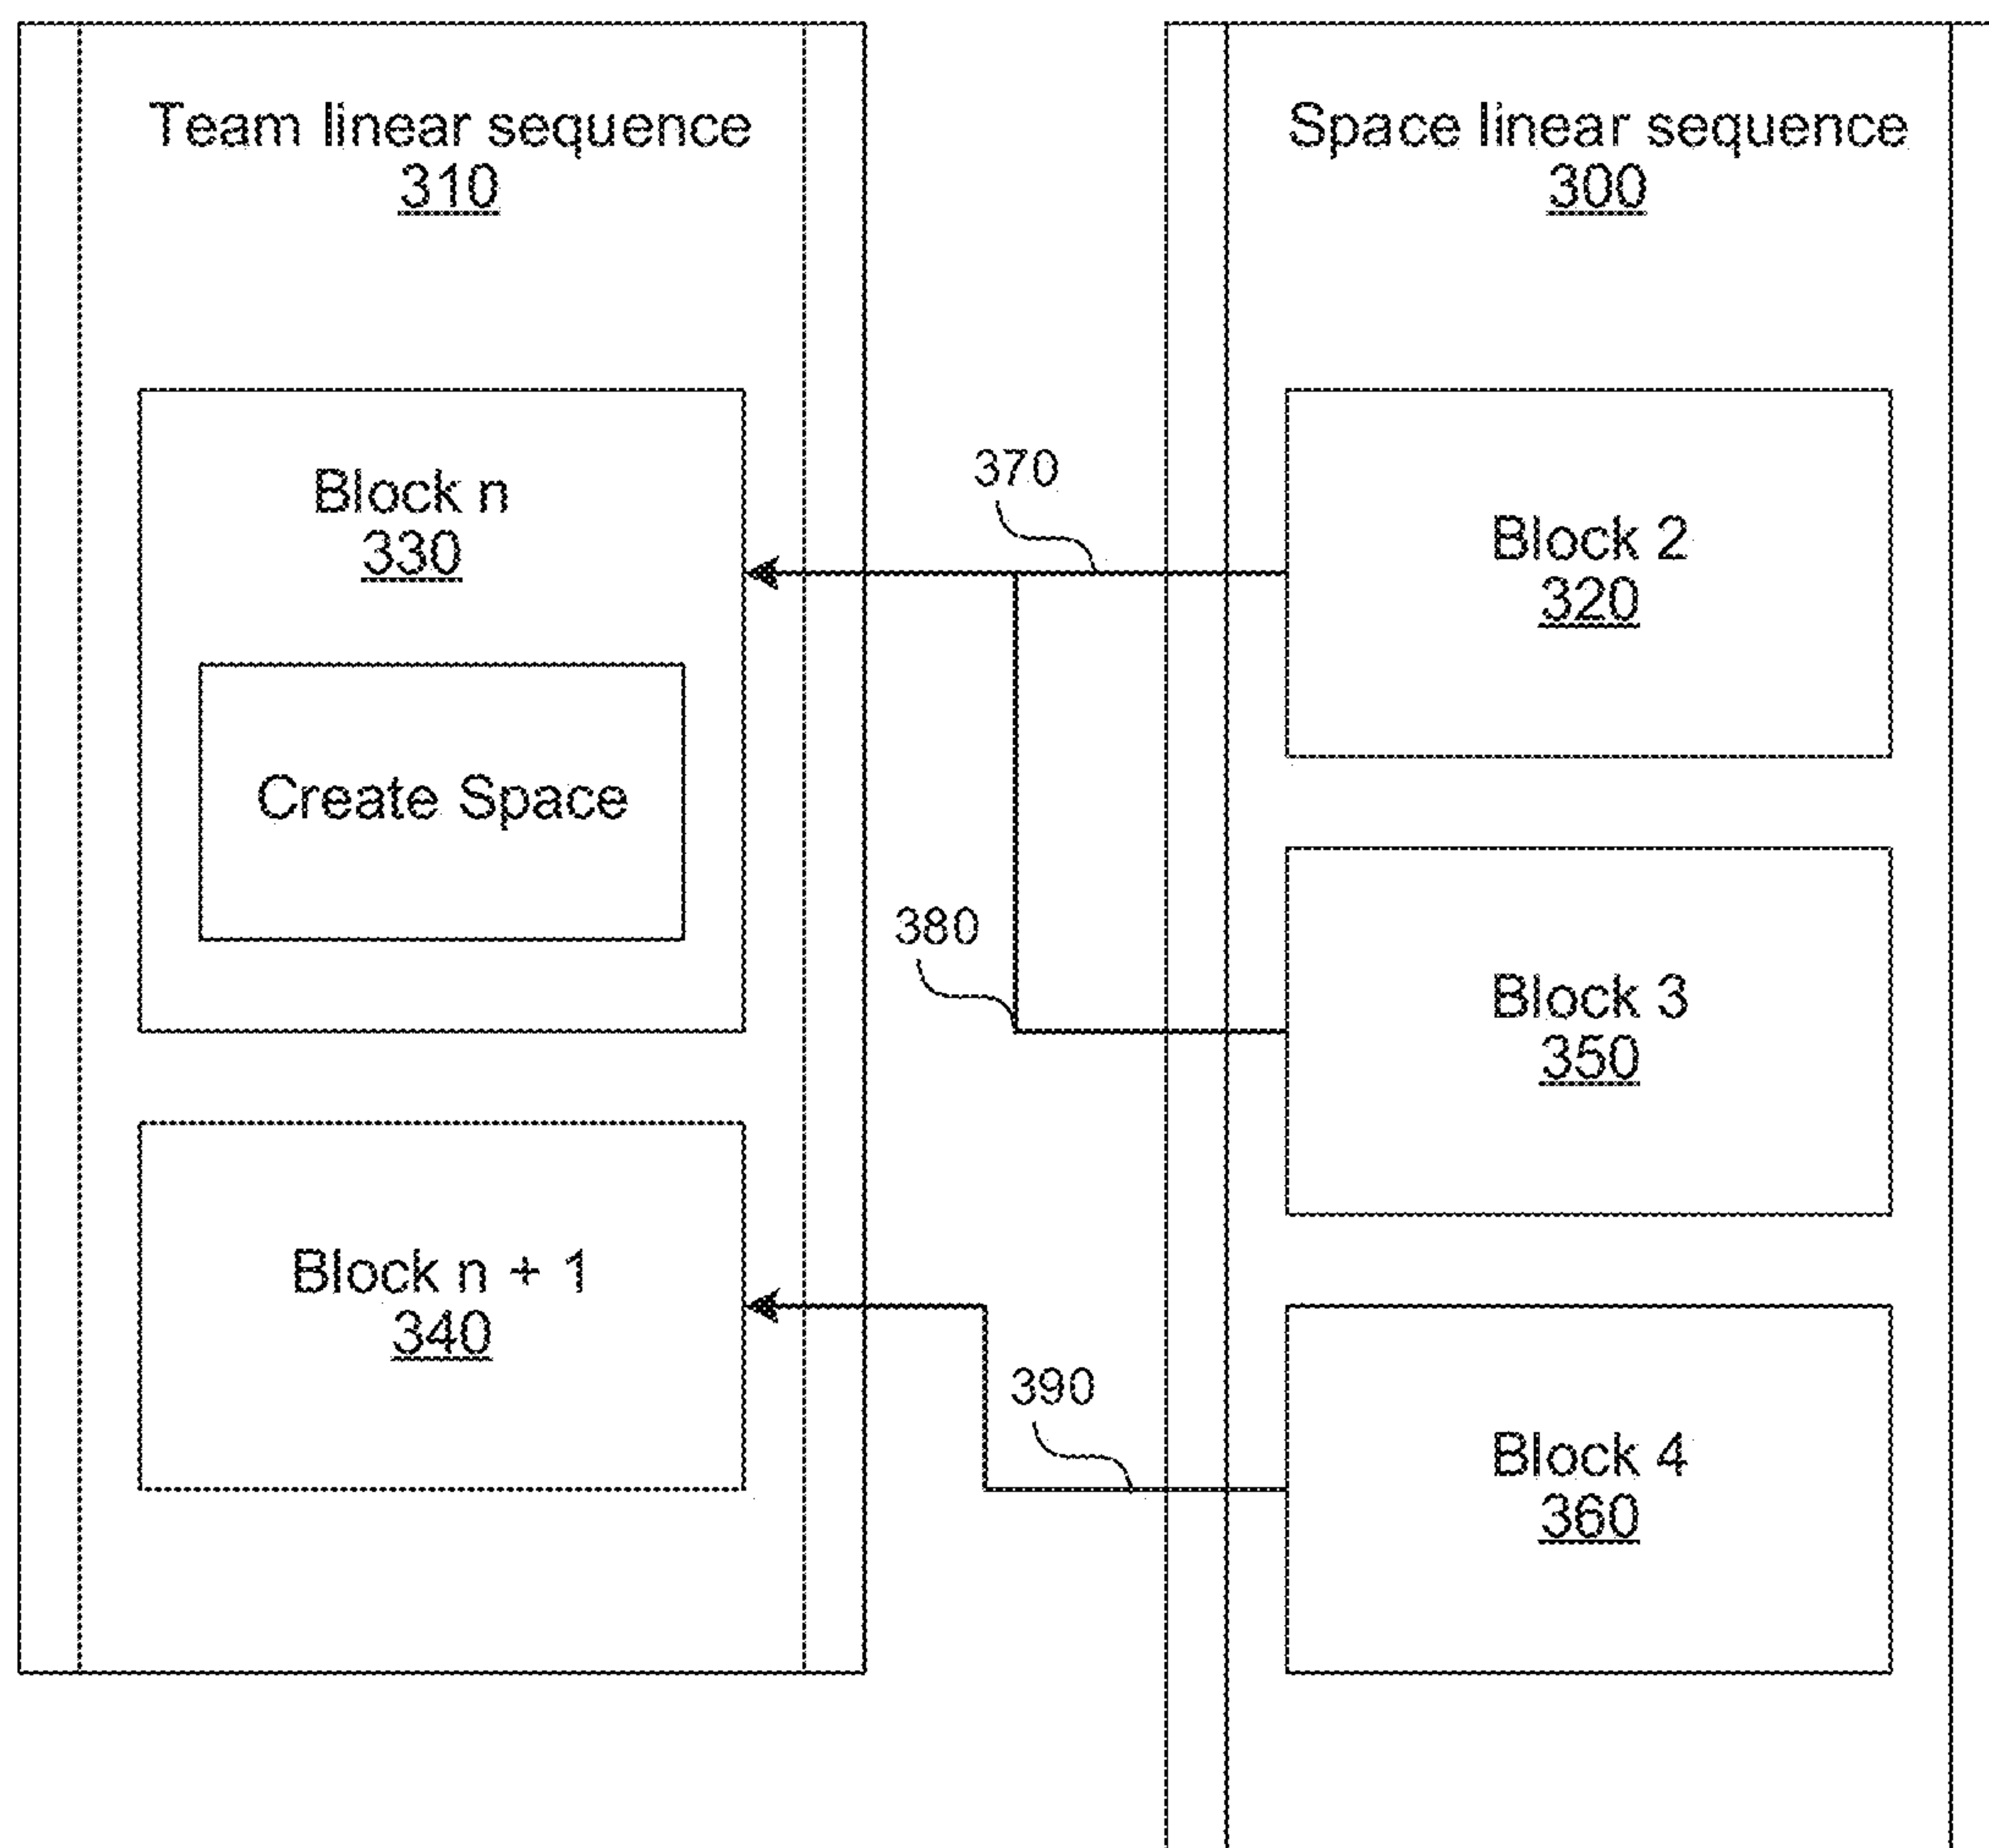 Team linear sequence
310
Space linear sequence
300
Block n
330
Create Space
Block n + 1
340
370
380
390
Block 2
320
Block 3
350
Block 4
360